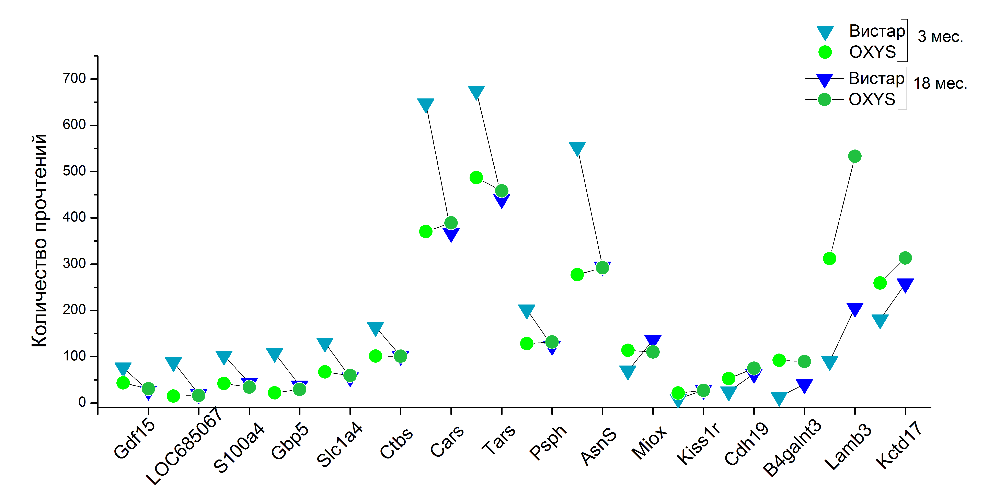 Вистар
OXYS
3 мес.
Вистар
OXYS
18 мес.
Количество прочтений
700
600
500
400
300
200
100
0
Gdf15
LOC685067
S100a4
Gbp5
Slc1a4
Ctbs
Cars
Tars
Psph
AsnS
Miox
Kiss1r
Cdh19
B4galnt3
Lamb3
Kctd17